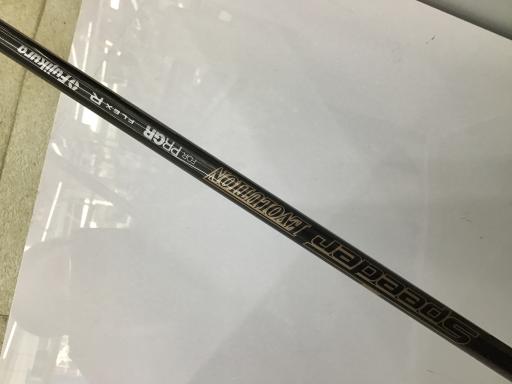 Speeder EVOLUTION FOR PRGR FLEX-R Fujikura